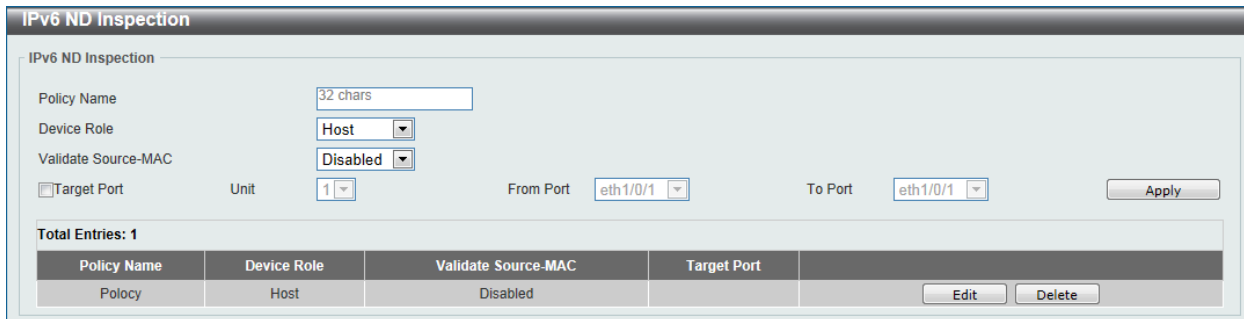 IPv6 ND Inspection
IPv6 ND Inspection
Policy Name 32 chars
Device Role Host
Validate Source-MAC Disabled
Target Port Unit 1 From Port eth1/0/1 To Port eth1/0/1 Apply
Total Entries: 1
Policy Name Device Role Validate Source-MAC Target Port
Polocy Host Disabled Edit Delete